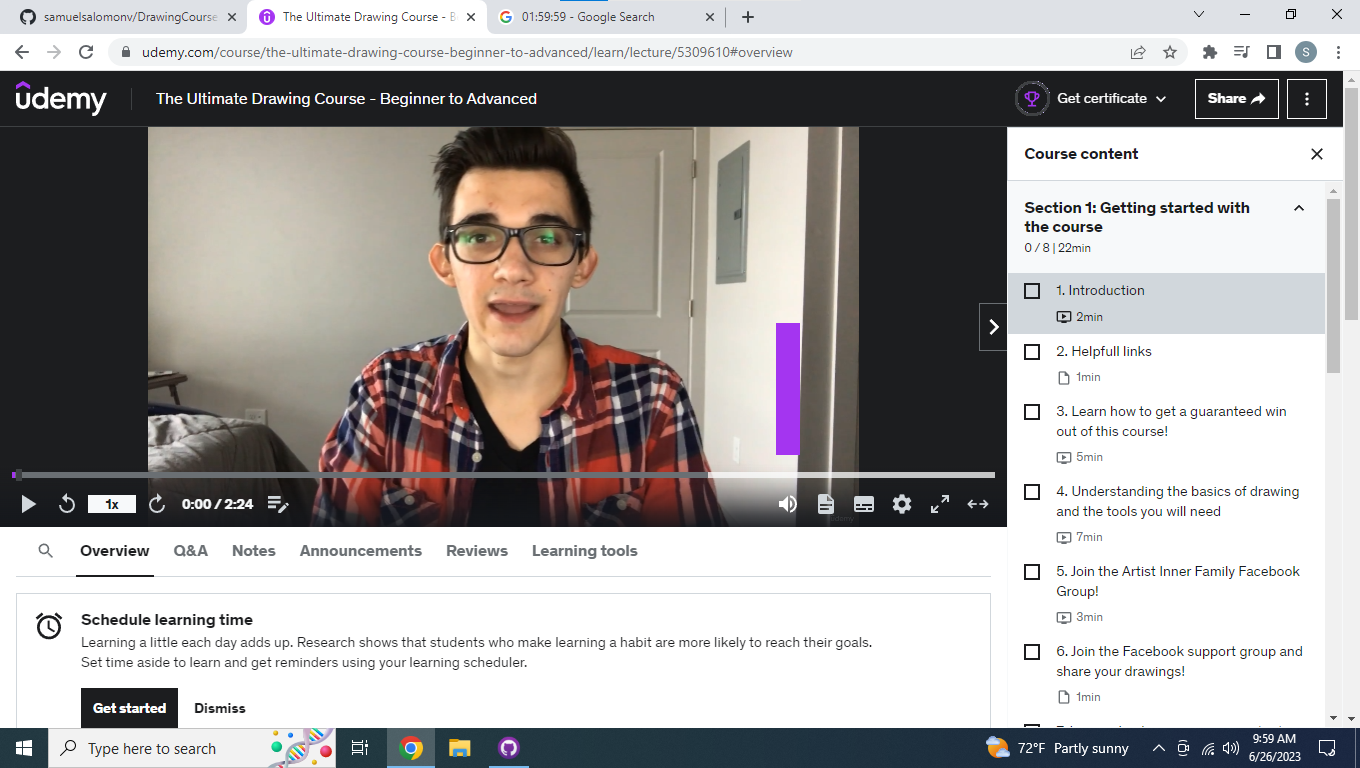 samuelsalomonv/DrawingCourse
The Ultimate Drawing Course - B
01:59:59 - Google Search
udemy.com/course/the-ultimate-drawing-course-beginner-to-advanced/learn/lecture/5309610#overview
S
udemy
The Ultimate Drawing Course - Beginner to Advanced
Get certificate
Share
Course content
Section 1: Getting started with
the course
0 / 8 | 22min
1. Introduction
2min
2. Helpfull links
1min
3. Learn how to get a guaranteed win
out of this course!
5min
4. Understanding the basics of drawing
and the tools you will need
7min
5. Join the Artist Inner Family Facebook
Group!
3min
6. Join the Facebook support group and
share your drawings!
1min
1x
0:00 / 2:24
Overview
Q&A
Notes
Announcements
Reviews
Learning tools
Schedule learning time
Learning a little each day adds up. Research shows that students who make learning a habit are more likely to reach their goals.
Set time aside to learn and get reminders using your learning scheduler.
Get started
Dismiss
Type here to search
72°F Partly sunny
9:59 AM
6/26/2023